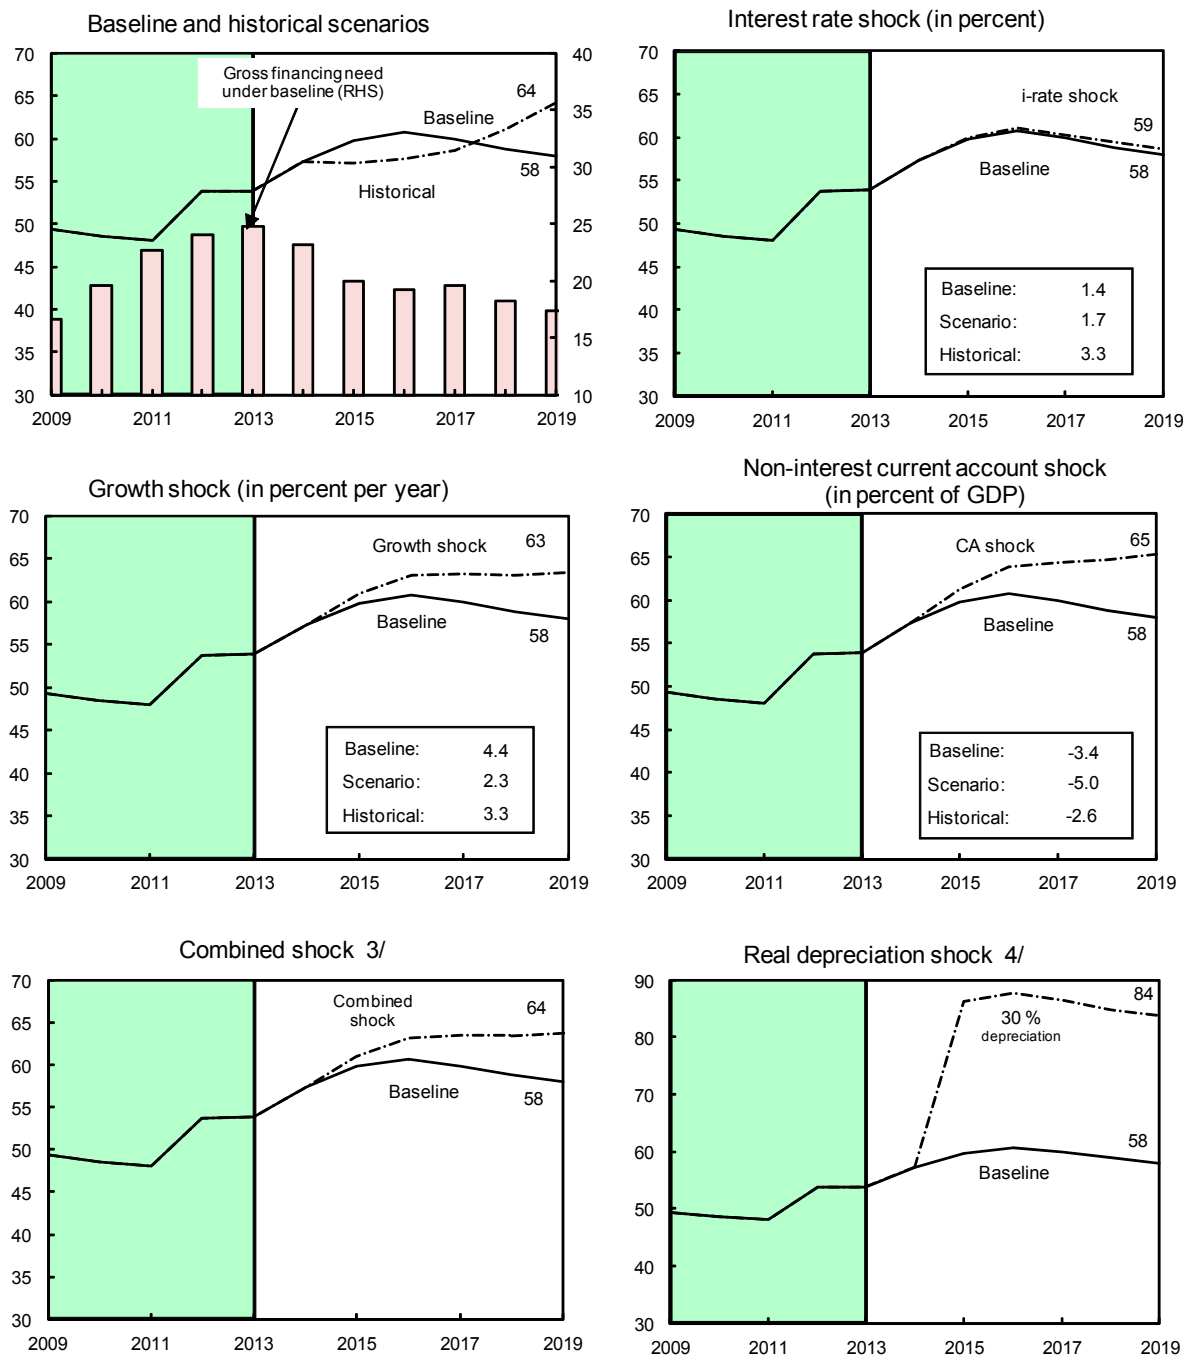 Baseline and historical scenarios
70
65
60
55
50
45
40
35
30
40
35
30
25
20
15
10
Gross financing need
under baseline (RHS)
64
Baseline
58
Historical
2009 2011 2013 2015 2017 2019
Interest rate shock (in percent)
70
65
60
55
50
45
40
35
30
i-rate shock
59
Baseline
58
Baseline: 1.4
Scenario: 1.7
Historical: 3.3
2009 2011 2013 2015 2017 2019
Growth shock (in percent per year)
70
65
60
55
50
45
40
35
30
Growth shock 63
Baseline
58
Baseline: 4.4
Scenario: 2.3
Historical: 3.3
2009 2011 2013 2015 2017 2019
Non-interest current account shock
(in percent of GDP)
70
65
60
55
50
45
40
35
30
CA shock 65
Baseline
58
Baseline: -3.4
Scenario: -5.0
Historical: -2.6
2009 2011 2013 2015 2017 2019
Combined shock 3/
70
65
60
55
50
45
40
35
30
Combined
shock
64
Baseline
58
2009 2011 2013 2015 2017 2019
Real depreciation shock 4/
90
80
70
60
50
40
30
84
30 %
depreciation
58
Baseline
2009 2011 2013 2015 2017 2019